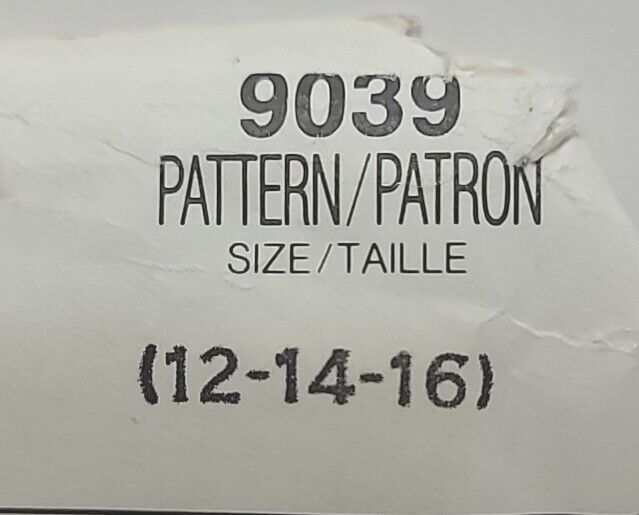 9039
PATTERN/PATRON
SIZE/TAILLE
(12-14-16)